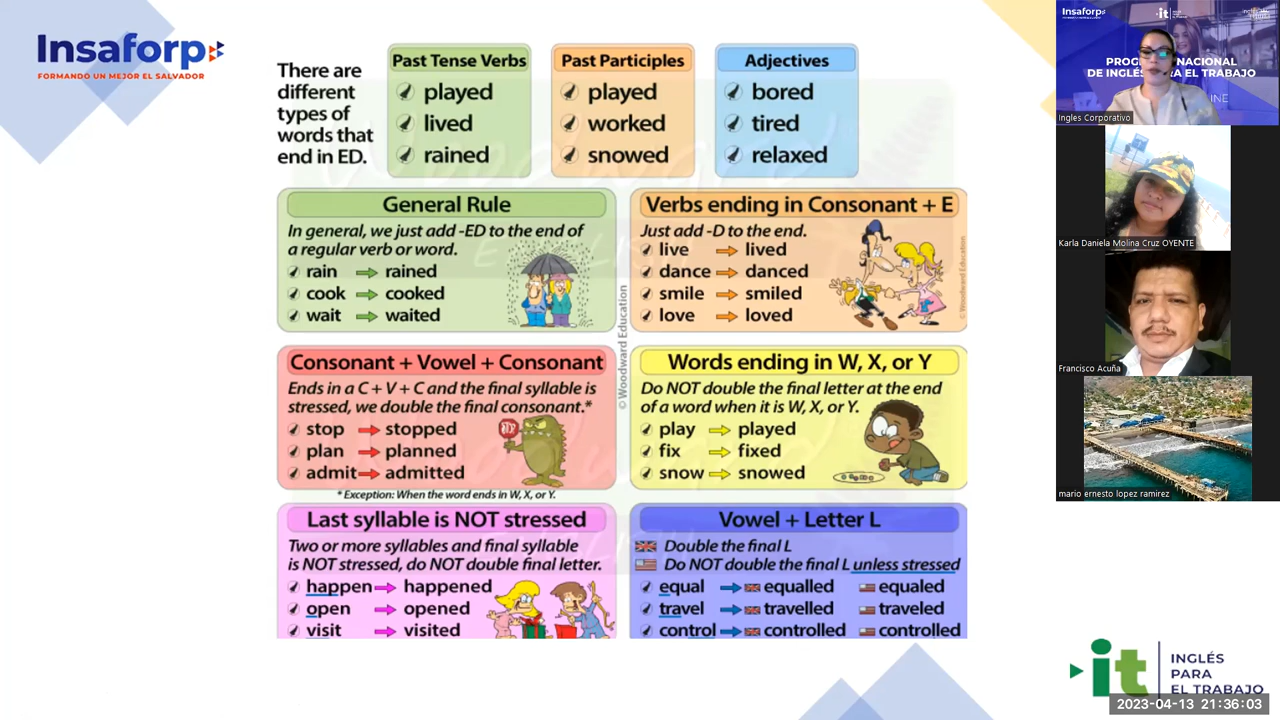 Insaforp
FORMANDO UN MEJOR EL SALVADOR
There are
different
types of
words that
end in ED.
Past Tense Verbs
played
lived
rained
Past Participles
played
worked
snowed
Adjectives
bored
tired
relaxed
General Rule
In general, we just add -ED to the end of
a regular verb or word.
rain rained
cook cooked
wait waited
Verbs ending in Consonant + E
Just add -D to the end.
live lived
dance danced
smile smiled
love loved
© Woodward Education
© Woodward Education
Consonant + Vowel + Consonant
Ends in a C + V + C and the final syllable is
stressed, we double the final consonant.*
stop stopped
plan planned
admit admitted
* Exception: When the word ends in W, X, or Y.
Words ending in W, X, or Y
Do NOT double the final letter at the end
of a word when it is W, X, or Y.
play played
fix fixed
snow snowed
Last syllable is NOT stressed
Two or more syllables and final syllable
is NOT stressed, do NOT double final letter.
happen happened
open opened
visit visited
Vowel + Letter L
Double the final L
Do NOT double the final L unless stressed
equal equalled equaled
travel travelled traveled
control controlled controlled
Insaforp
it
NACIONAL
DE INGLÉS PARA EL TRABAJO
Ingles Corporativo
Karla Daniela Molina Cruz OYENTE
Francisco Acuña
mario ernesto lopez ramirez
it
INGLÉS
PARA
EL TRABAJO
2023-04-13 21:36:03